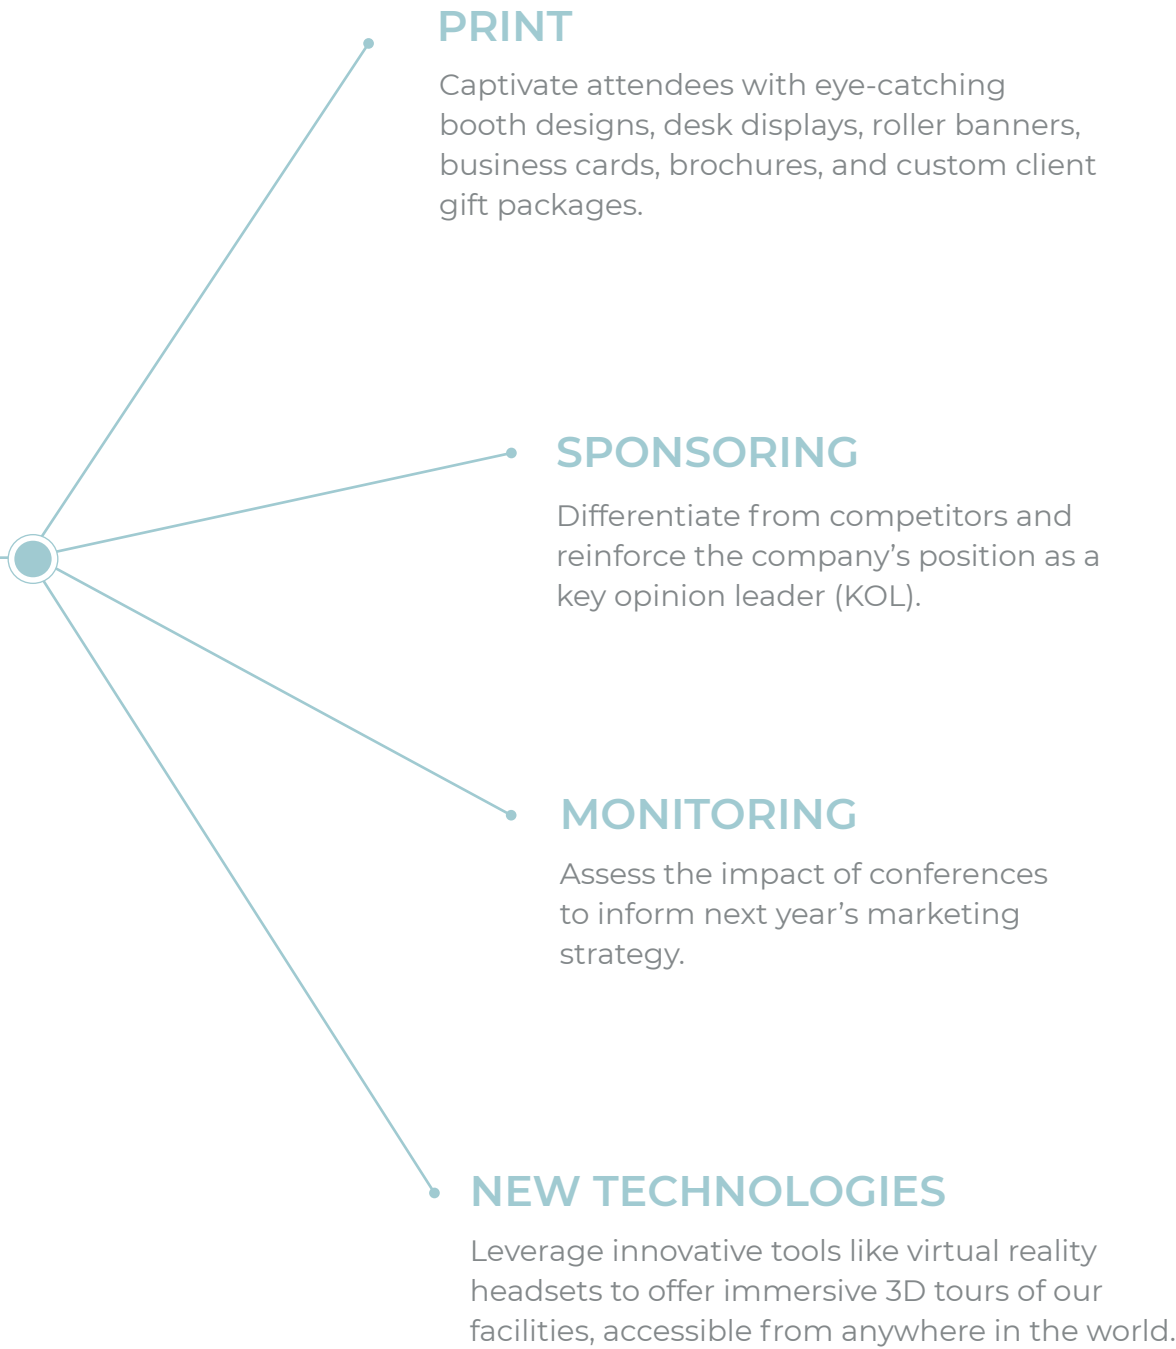 PRINT
Captivate attendees with eye-catching
booth designs, desk displays, roller banners,
business cards, brochures, and custom client
gift packages.
SPONSORING
Differentiate from competitors and
reinforce the company’s position as a
key opinion leader (KOL).
MONITORING
Assess the impact of conferences
to inform next year’s marketing
strategy.
NEW TECHNOLOGIES
Leverage innovative tools like virtual reality
headsets to offer immersive 3D tours of our
facilities, accessible from anywhere in the world.